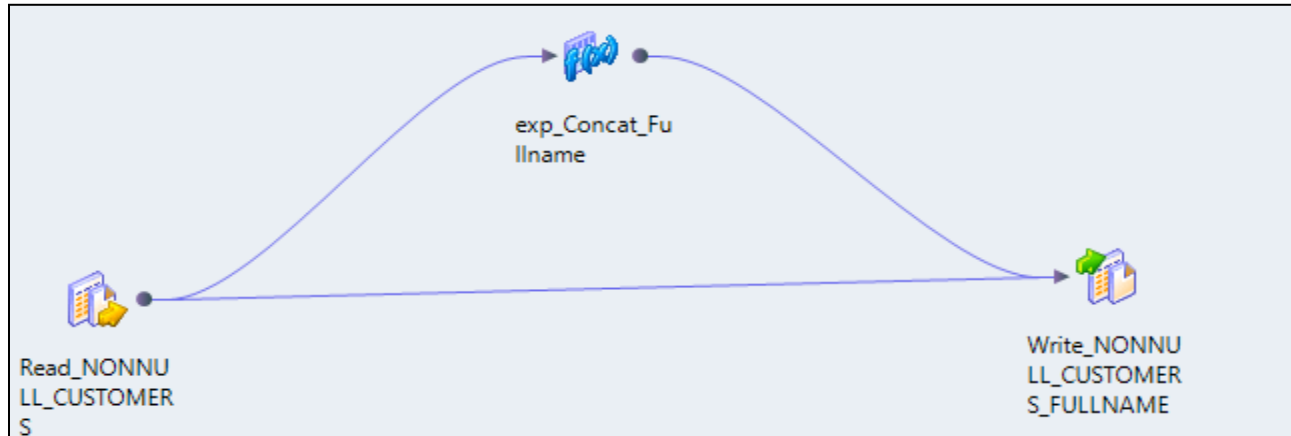 f(x)
exp_Concat_Fu
llname
Read_NONNU
LL_CUSTOMER
S
Write_NONNU
LL_CUSTOMER
S_FULLNAME